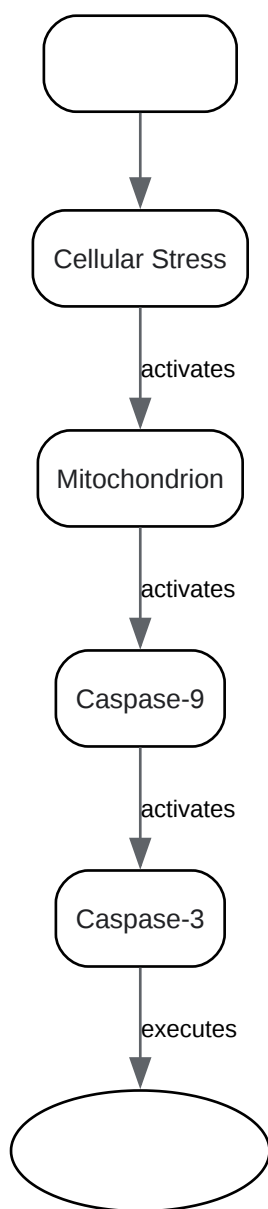 Cellular Stress
activates
Mitochondrion
activates
Caspase-9
activates
Caspase-3
executes